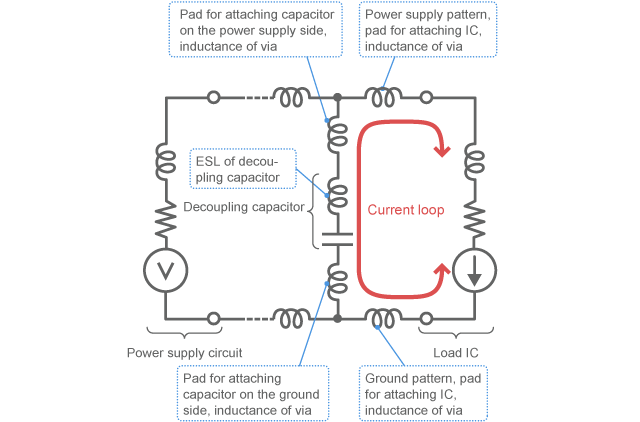 Pad for attaching capacitor
on the power supply side,
inductance of via
Power supply pattern,
pad for attaching IC,
inductance of via
ESL of decou-
pling capacitor
Decoupling capacitor
Current loop
V
Power supply circuit
Load IC
Pad for attaching
capacitor on the ground
side, inductance of via
Ground pattern, pad
for attaching IC,
inductance of via